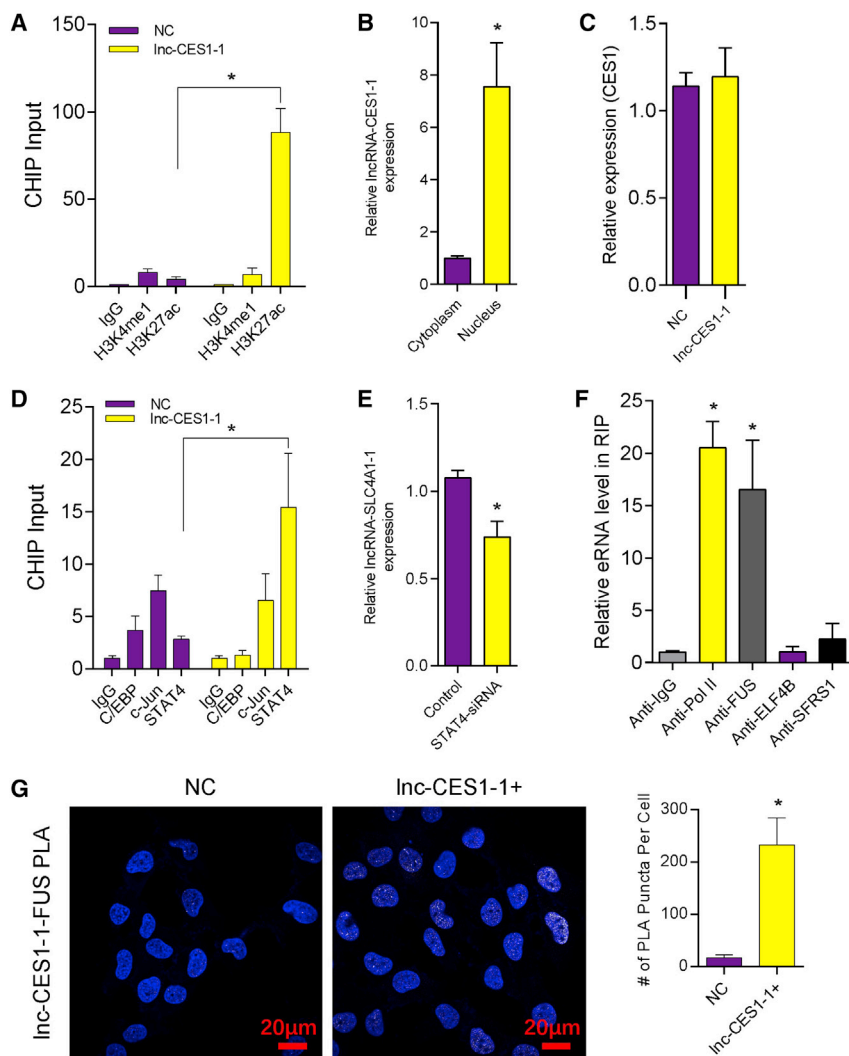 A
NC
lnc-CES1-1
*
CHIP Input
150
100
50
0
IgG
H3K4me1
H3K27ac
IgG
H3K4me1
H3K27ac
B
Relative lncRNA-CES1-1
expression
10
8
6
4
2
0
*
Cytoplasm
Nucleus
C
Relative expression (CES1)
1.5
1.0
0.5
0.0
NC
lnc-CES1-1
D
NC
lnc-CES1-1
*
CHIP Input
25
20
15
10
5
0
IgG
C/EBP
c-Jun
STAT4
IgG
C/EBP
c-Jun
STAT4
E
Relative lncRNA-SLC4A1-1
expression
1.5
1.0
0.5
0.0
*
Control
STAT4-siRNA
F
Relative eRNA level in RIP
25
20
15
10
5
0
*
*
Anti-IgG
Anti-Pol II
Anti-FUS
Anti-ELF4B
Anti-SFRS1
G
NC
lnc-CES1-1+
lnc-CES1-1-FUS PLA
20μm
20μm
# of PLA Puncta Per Cell
300
200
100
0
*
NC
lnc-CES1-1+